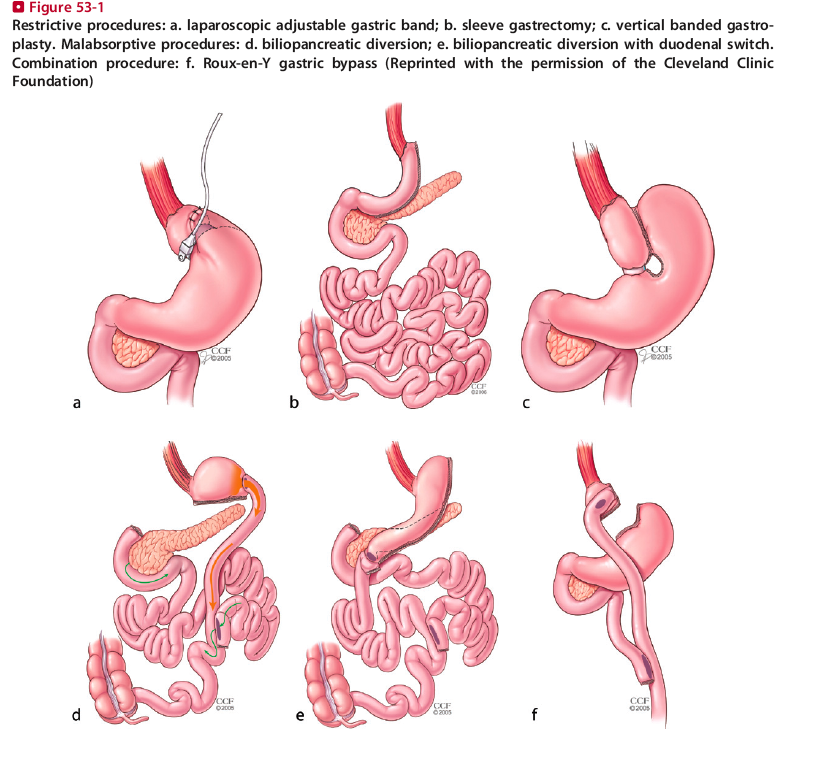 Figure 53-1
Restrictive procedures: a. laparoscopic adjustable gastric band; b. sleeve gastrectomy; c. vertical banded gastro-
plasty. Malabsorptive procedures: d. biliopancreatic diversion; e. biliopancreatic diversion with duodenal switch.
Combination procedure: f. Roux-en-Y gastric bypass (Reprinted with the permission of the Cleveland Clinic
Foundation)
CCF
©2005
a
CCF
b
CCF
©2005
c
CCF
©2005
d
CCF
©2005
e
CCF
©2005
f